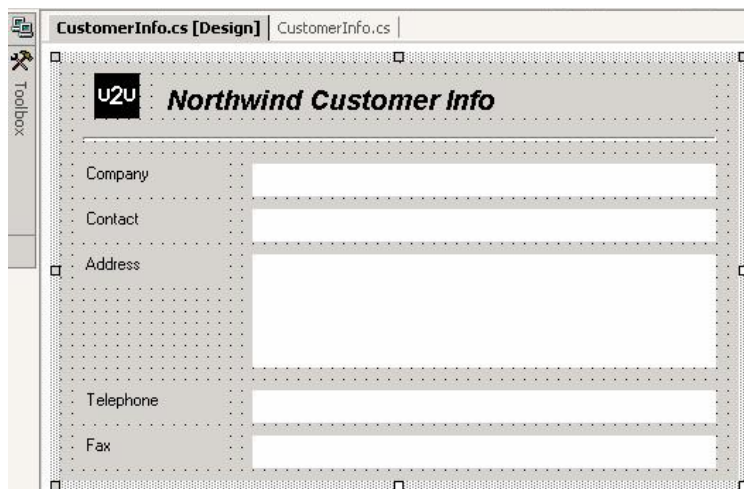 CustomerInfo.cs [Design] CustomerInfo.cs
Toolbox
U2U Northwind Customer Info
Company
Contact
Address
Telephone
Fax